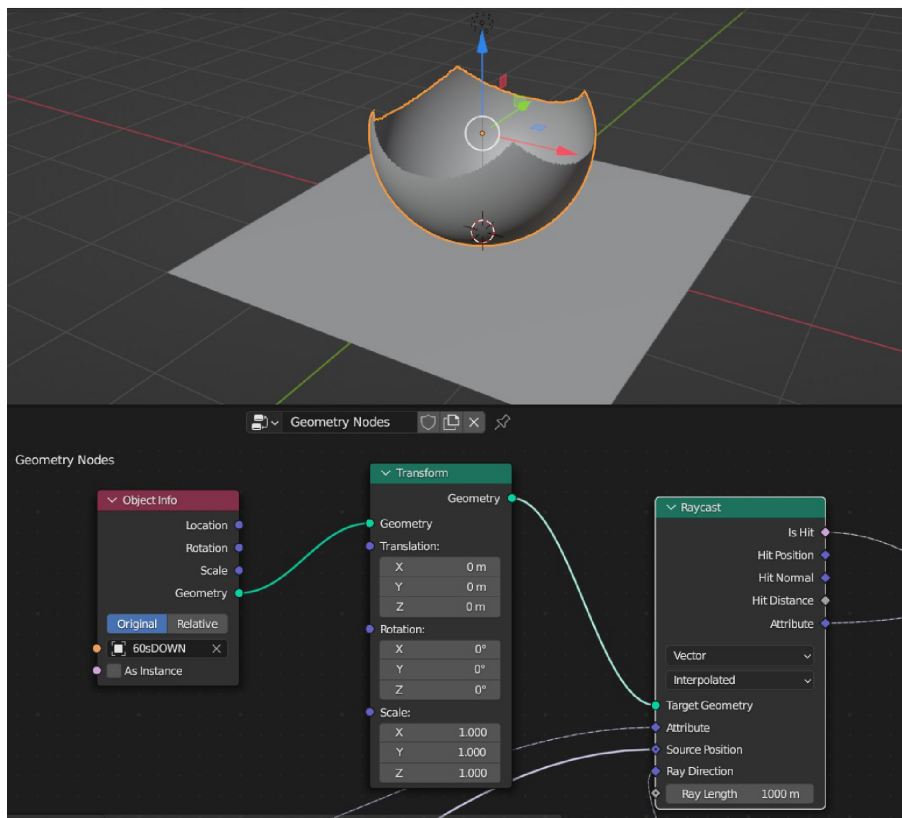 Geometry Nodes
Geometry Nodes
Object Info
Location
Rotation
Scale
Geometry
Original Relative
60sDOWN
As Instance
Transform
Geometry
Geometry
Translation:
X 0 m
Y 0 m
Z 0 m
Rotation:
X 0°
Y 0°
Z 0°
Scale:
X 1.000
Y 1.000
Z 1.000
Raycast
Is Hit
Hit Position
Hit Normal
Hit Distance
Attribute
Vector
Interpolated
Target Geometry
Attribute
Source Position
Ray Direction
Ray Length 1000 m